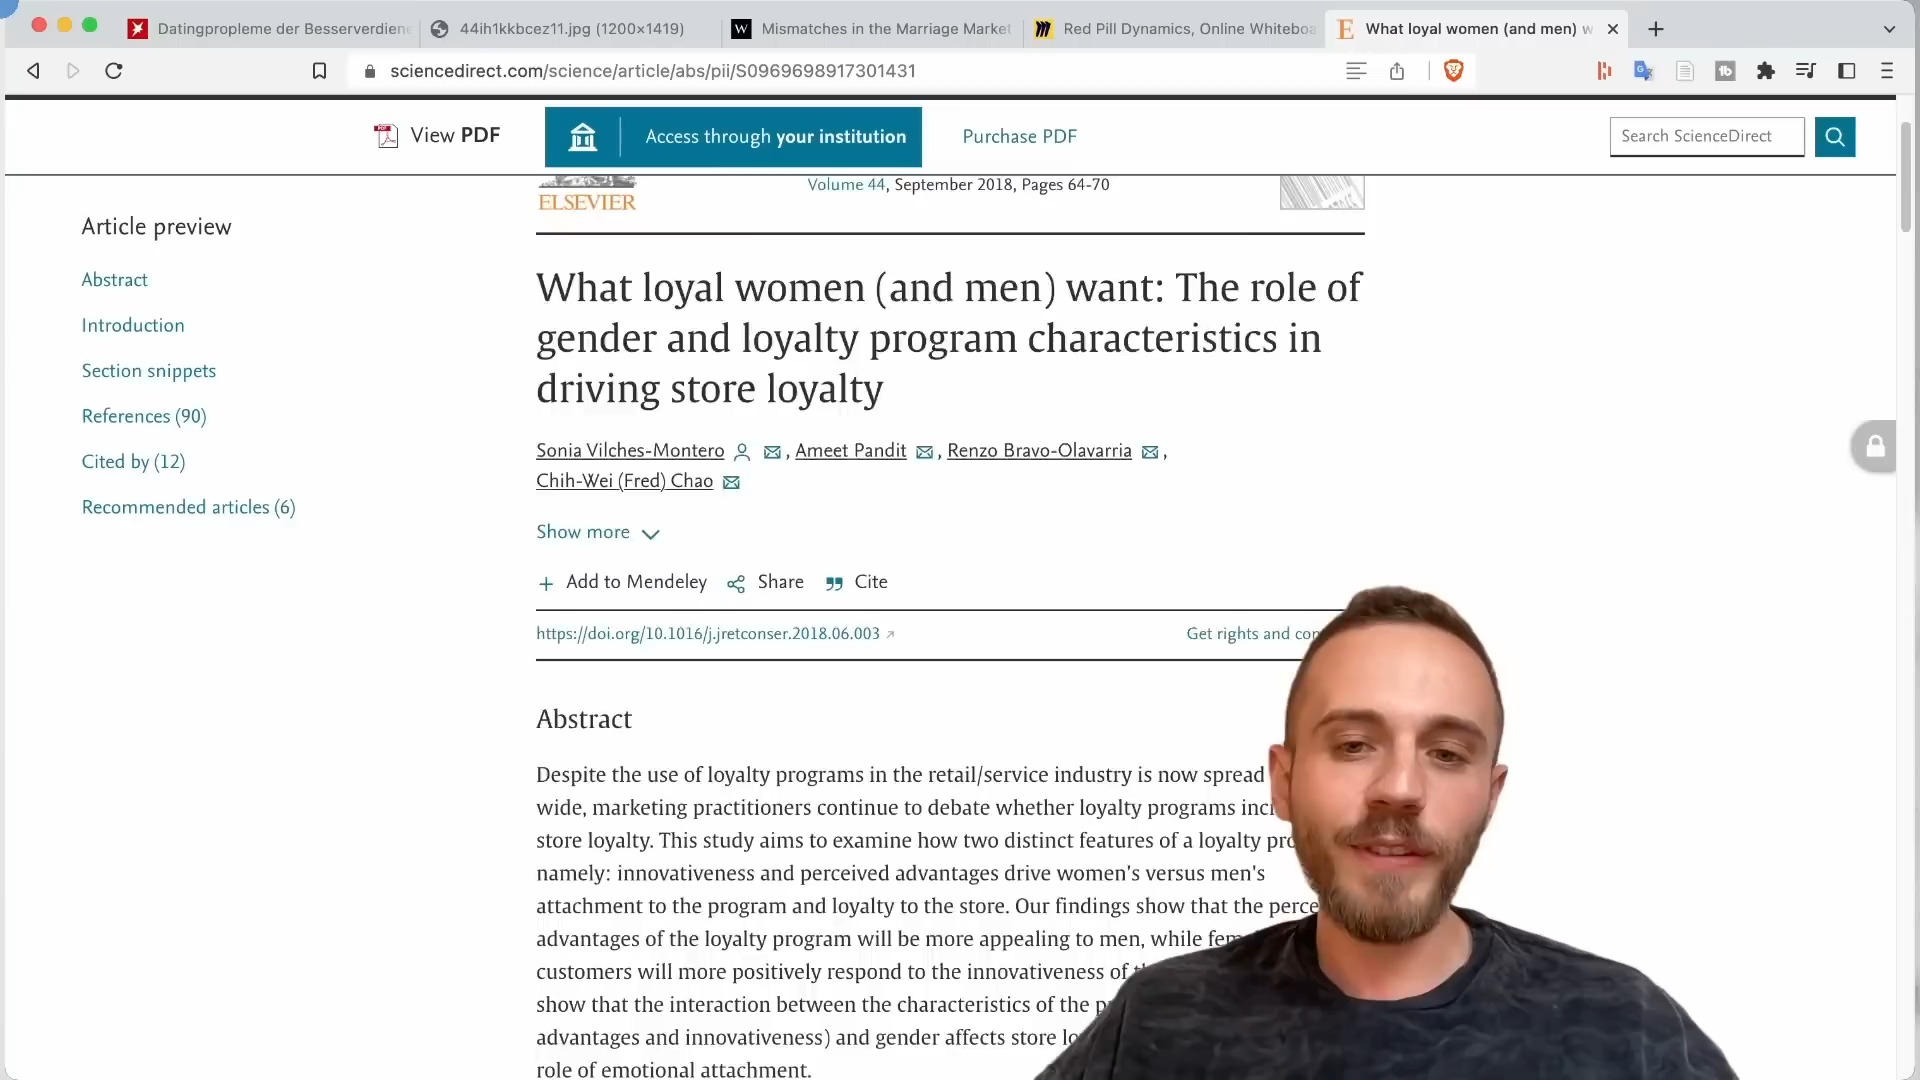 Datingpropleme der Besserverdiene
44ih1kkbcez11.jpg (1200×1419)
W
Mismatches in the Marriage Market
Red Pill Dynamics, Online Whiteboa
E
What loyal women (and men) w
sciencedirect.com/science/article/abs/pii/S0969698917301431
View PDF
Access through your institution
Purchase PDF
Search ScienceDirect
ELSEVIER
Volume 44, September 2018, Pages 64-70
Article preview
Abstract
Introduction
Section snippets
References (90)
Cited by (12)
Recommended articles (6)
What loyal women (and men) want: The role of
gender and loyalty program characteristics in
driving store loyalty
Sonia Vilches-Montero, Ameet Pandit, Renzo Bravo-Olavarria,
Chih-Wei (Fred) Chao
Show more
Add to Mendeley Share Cite
https://doi.org/10.1016/j.jretconser.2018.06.003
Get rights and con
Abstract
Despite the use of loyalty programs in the retail/service industry is now spread
wide, marketing practitioners continue to debate whether loyalty programs incr
store loyalty. This study aims to examine how two distinct features of a loyalty pro
namely: innovativeness and perceived advantages drive women's versus men's
attachment to the program and loyalty to the store. Our findings show that the perce
advantages of the loyalty program will be more appealing to men, while fem
customers will more positively respond to the innovativeness of
show that the interaction between the characteristics of the p
advantages and innovativeness) and gender affects store lo
role of emotional attachment.